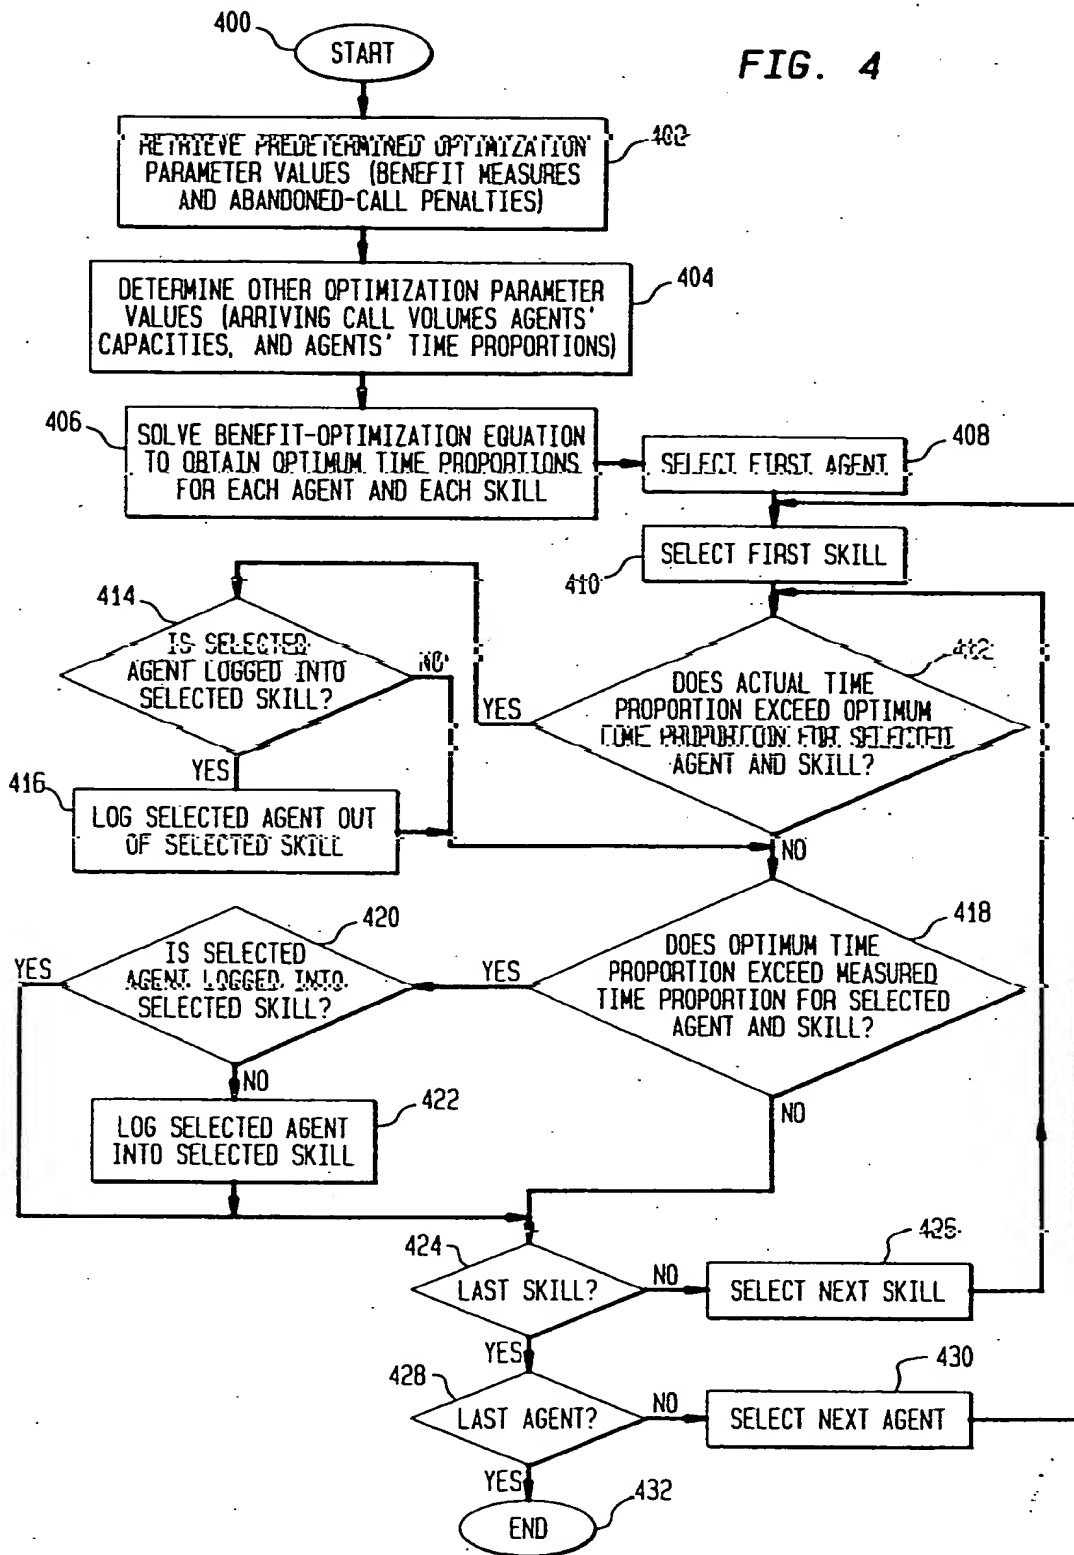 400
START
FIG. 4
RETRIEVE PREDETERMINED OPTIMIZATION
PARAMETER VALUES (BENEFIT MEASURES
AND ABANDONED-CALL PENALTIES)
402
DETERMINE OTHER OPTIMIZATION PARAMETER
VALUES (ARRIVING CALL VOLUMES AGENTS'
CAPACITIES, AND AGENTS' TIME PROPORTIONS)
404
406
SOLVE BENEFIT-OPTIMIZATION EQUATION
TO OBTAIN OPTIMUM TIME PROPORTIONS
FOR EACH AGENT AND EACH SKILL
SELECT FIRST AGENT
408
SELECT FIRST SKILL
410
414
IS SELECTED
AGENT LOGGED INTO
SELECTED SKILL?
NO
YES
412
DOES ACTUAL TIME
PROPORTION EXCEED OPTIMUM
TIME PROPORTION FOR SELECTED
AGENT AND SKILL?
YES
NO
416
LOG SELECTED AGENT OUT
OF SELECTED SKILL
420
IS SELECTED
AGENT LOGGED INTO
SELECTED SKILL?
YES
NO
418
DOES OPTIMUM TIME
PROPORTION EXCEED MEASURED
TIME PROPORTION FOR SELECTED
AGENT AND SKILL?
YES
NO
422
LOG SELECTED AGENT
INTO SELECTED SKILL
424
LAST SKILL?
NO
YES
426
SELECT NEXT SKILL
428
LAST AGENT?
NO
YES
430
SELECT NEXT AGENT
END
432